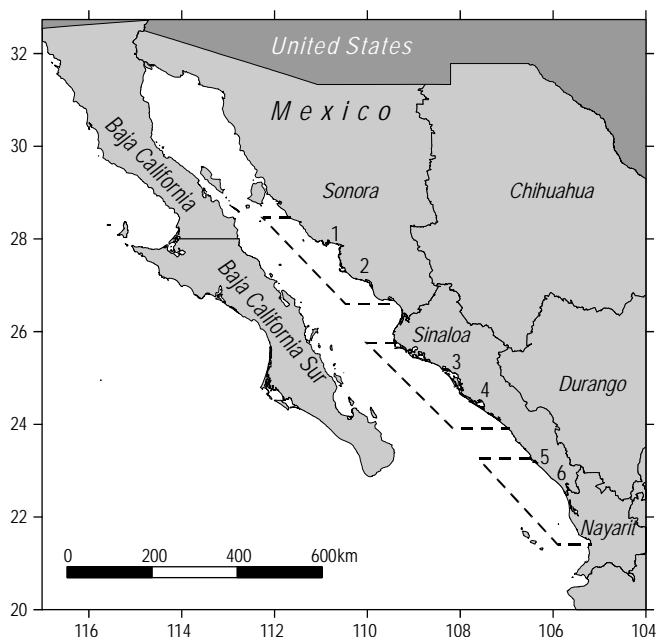 32
30
28
26
24
22
20
116
114
112
110
108
106
104
United States
Mexico
Baja California
Sonora
Chihuahua
1
2
Baja California Sur
Sinaloa
3
4
Durango
5
6
Nayarit
0
200
400
600km